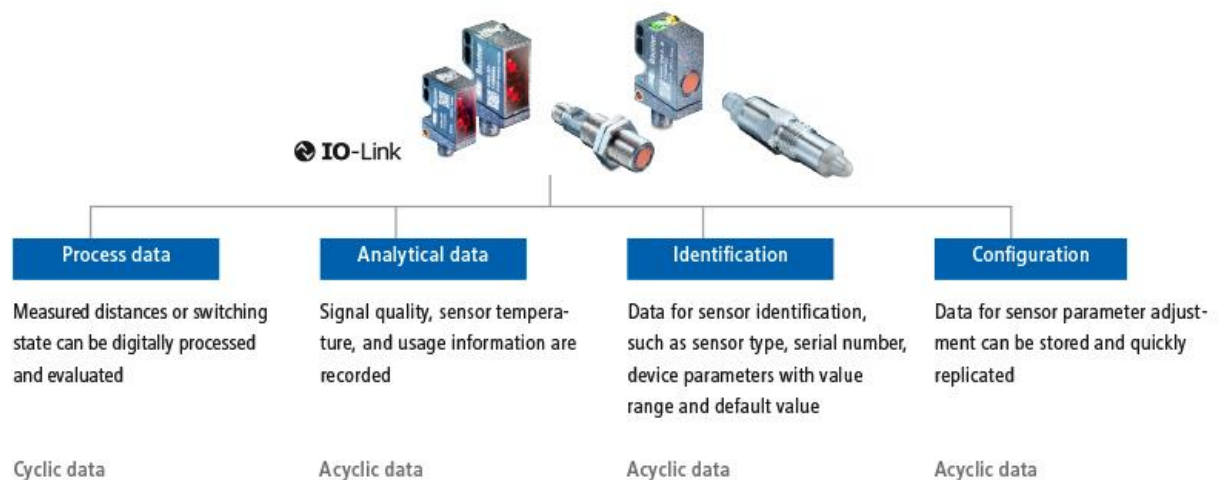 IO-Link
Process data
Measured distances or switching
state can be digitally processed
and evaluated
Cyclic data
Analytical data
Signal quality, sensor tempera-
ture, and usage information are
recorded
Acyclic data
Identification
Data for sensor identification,
such as sensor type, serial number,
device parameters with value
range and default value
Acyclic data
Configuration
Data for sensor parameter adjust-
ment can be stored and quickly
replicated
Acyclic data